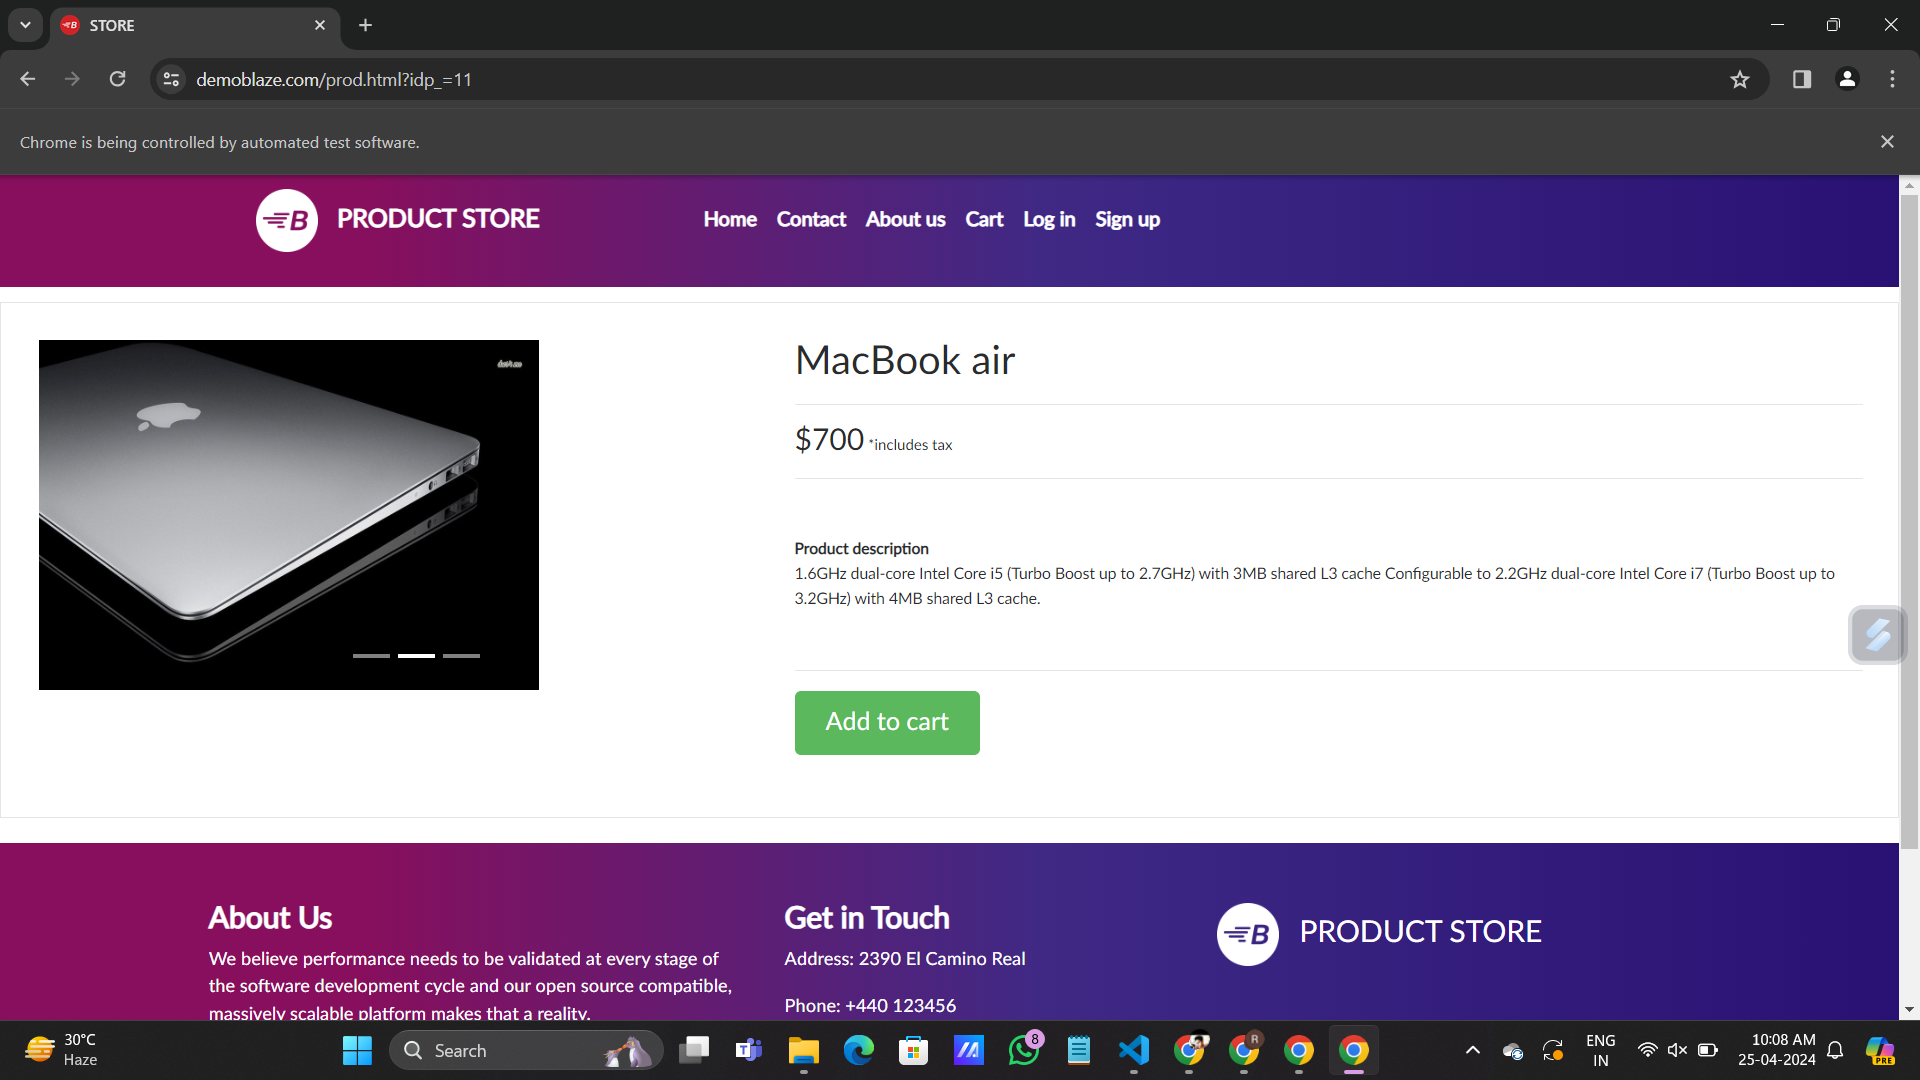 STORE
demoblaze.com/prod.html?idp_=11
Chrome is being controlled by automated test software.
B PRODUCT STORE
Home Contact About us Cart Log in Sign up
MacBook air
$700 *includes tax
Product description
1.6GHz dual-core Intel Core i5 (Turbo Boost up to 2.7GHz) with 3MB shared L3 cache Configurable to 2.2GHz dual-core Intel Core i7 (Turbo Boost up to
3.2GHz) with 4MB shared L3 cache.
Add to cart
About Us
We believe performance needs to be validated at every stage of
the software development cycle and our open source compatible,
massively scalable platform makes that a reality.
Get in Touch
Address: 2390 El Camino Real
Phone: +440 123456
B PRODUCT STORE
30°C
Haze
Search
8
R
ENG
IN
10:08 AM
25-04-2024
PRE